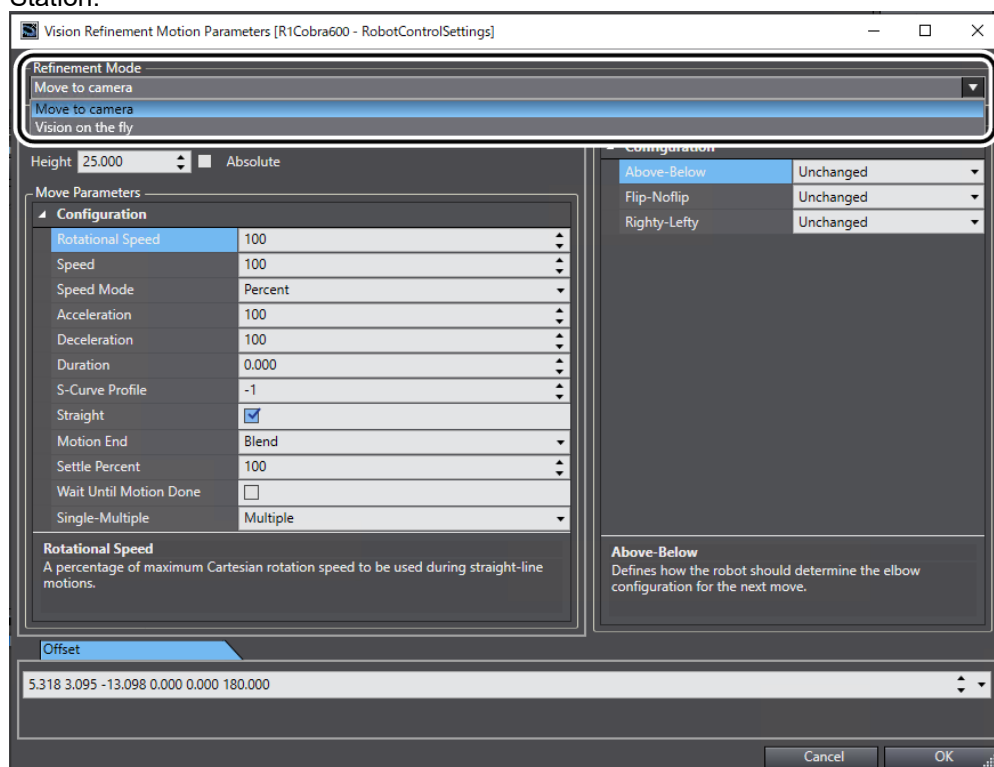 Station.
Vision Refinement Motion Parameters [R1Cobra600 - RobotControlSettings]
Refinement Mode
Move to camera
Move to camera
Vision on the fly
Height 25.000 Absolute
Move Parameters
Configuration
Rotational Speed 100
Speed 100
Speed Mode Percent
Acceleration 100
Deceleration 100
Duration 0.000
S-Curve Profile -1
Straight
Motion End Blend
Settle Percent 100
Wait Until Motion Done
Single-Multiple Multiple
Rotational Speed
A percentage of maximum Cartesian rotation speed to be used during straight-line
motions.
Configuration
Above-Below Unchanged
Flip-Noflip Unchanged
Righty-Lefty Unchanged
Above-Below
Defines how the robot should determine the elbow
configuration for the next move.
Offset
5.318 3.095 -13.098 0.000 0.000 180.000
Cancel OK